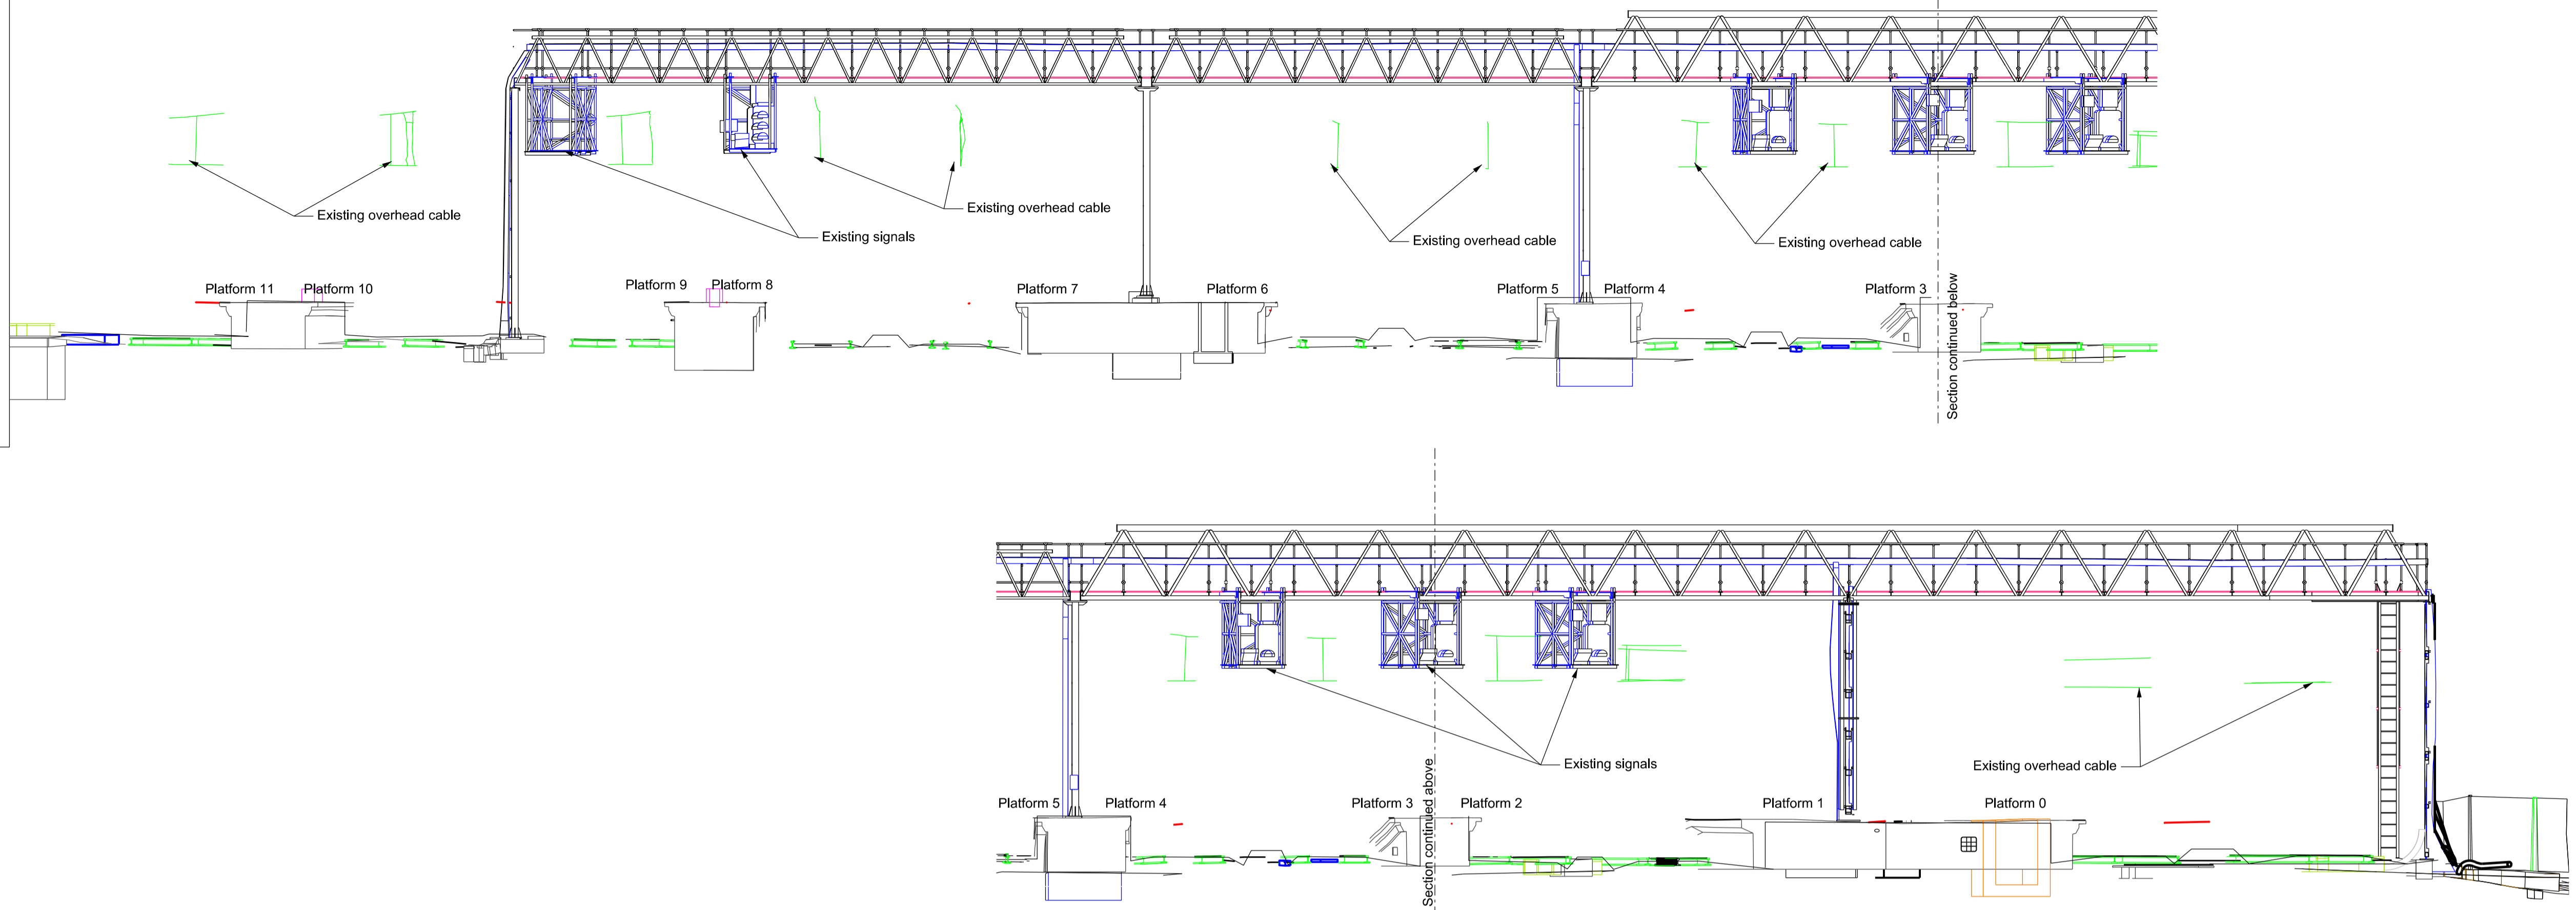 Existing overhead cable
Existing overhead cable
Existing signals
Existing overhead cable
Existing overhead cable
Platform 11
Platform 10
Platform 9
Platform 8
Platform 7
Platform 6
Platform 5
Platform 4
Platform 3
Section continued below
Existing signals
Existing overhead cable
Platform 5
Platform 4
Platform 3
Section continued above
Platform 2
Platform 1
Platform 0